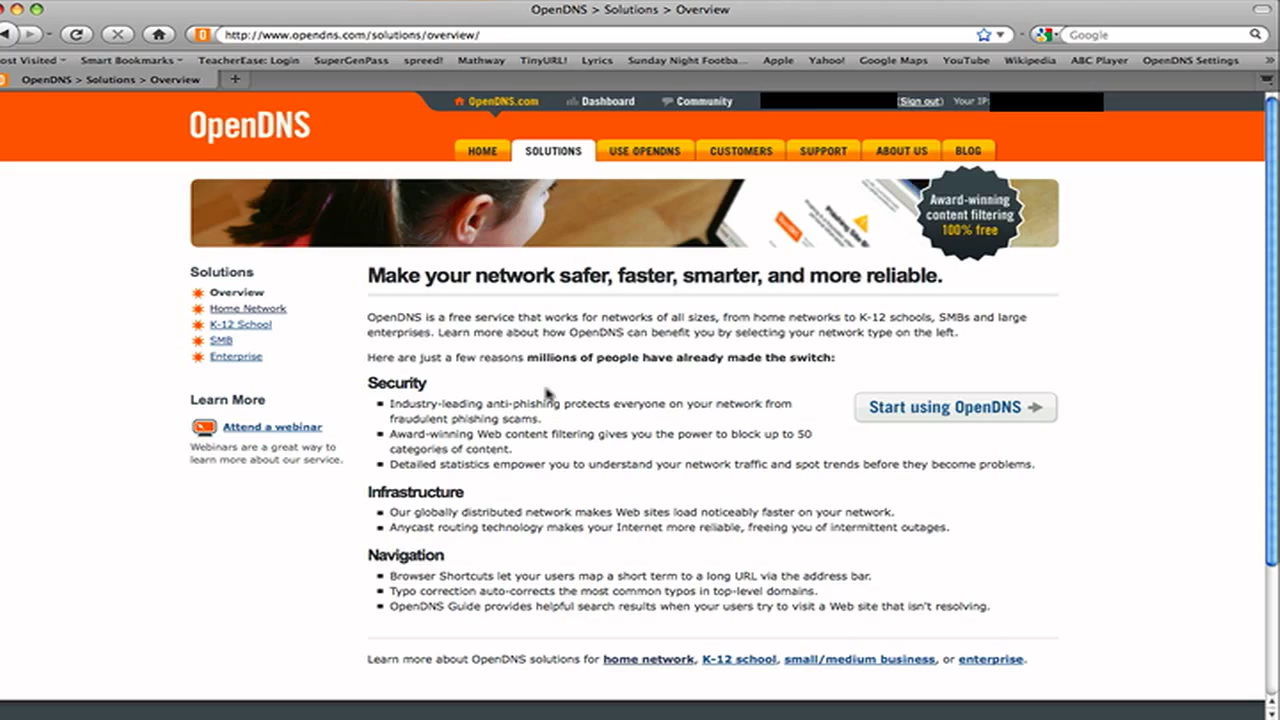 OpenDNS > Solutions > Overview
http://www.opendns.com/solutions/overview/
Google
ost Visited
Smart Bookmarks
TeacherEase: Login
SuperGenPass
spreed!
Mathway
TinyURL!
Lyrics
Sunday Night Footba...
Apple
Yahoo!
Google Maps
YouTube
Wikipedia
ABC Player
OpenDNS Settings
OpenDNS > Solutions > Overview
OpenDNS.com
Dashboard
Community
(Sign out)
Your IP:
OpenDNS
HOME
SOLUTIONS
USE OPENDNS
CUSTOMERS
SUPPORT
ABOUT US
BLOG
Award-winning
content filtering
100% free
Solutions
Overview
Home Network
K-12 School
SMB
Enterprise
Learn More
Attend a webinar
Webinars are a great way to
learn more about our service.
Make your network safer, faster, smarter, and more reliable.
OpenDNS is a free service that works for networks of all sizes, from home networks to K-12 schools, SMBs and large
enterprises. Learn more about how OpenDNS can benefit you by selecting your network type on the left.
Here are just a few reasons millions of people have already made the switch:
Security
Industry-leading anti-phishing protects everyone on your network from
fraudulent phishing scams.
Award-winning Web content filtering gives you the power to block up to 50
categories of content.
Detailed statistics empower you to understand your network traffic and spot trends before they become problems.
Start using OpenDNS
Infrastructure
Our globally distributed network makes Web sites load noticeably faster on your network.
Anycast routing technology makes your Internet more reliable, freeing you of intermittent outages.
Navigation
Browser Shortcuts let your users map a short term to a long URL via the address bar.
Typo correction auto-corrects the most common typos in top-level domains.
OpenDNS Guide provides helpful search results when your users try to visit a Web site that isn't resolving.
Learn more about OpenDNS solutions for home network, K-12 school, small/medium business, or enterprise.